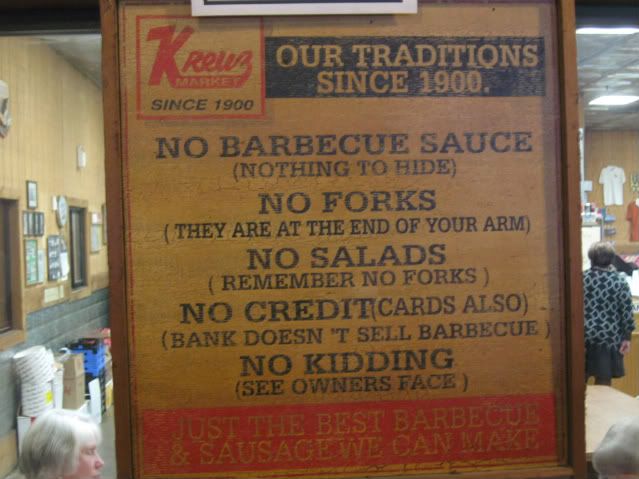 Kreuz
MARKET
SINCE 1900
OUR TRADITIONS
SINCE 1900.
NO BARBECUE SAUCE
(NOTHING TO HIDE)
NO FORKS
( THEY ARE AT THE END OF YOUR ARM)
NO SALADS
( REMEMBER NO FORKS )
NO CREDIT(CARDS ALSO)
(BANK DOESN 'T SELL BARBECUE )
NO KIDDING
(SEE OWNERS FACE )
JUST THE BEST BARBECUE
& SAUSAGE WE CAN MAKE